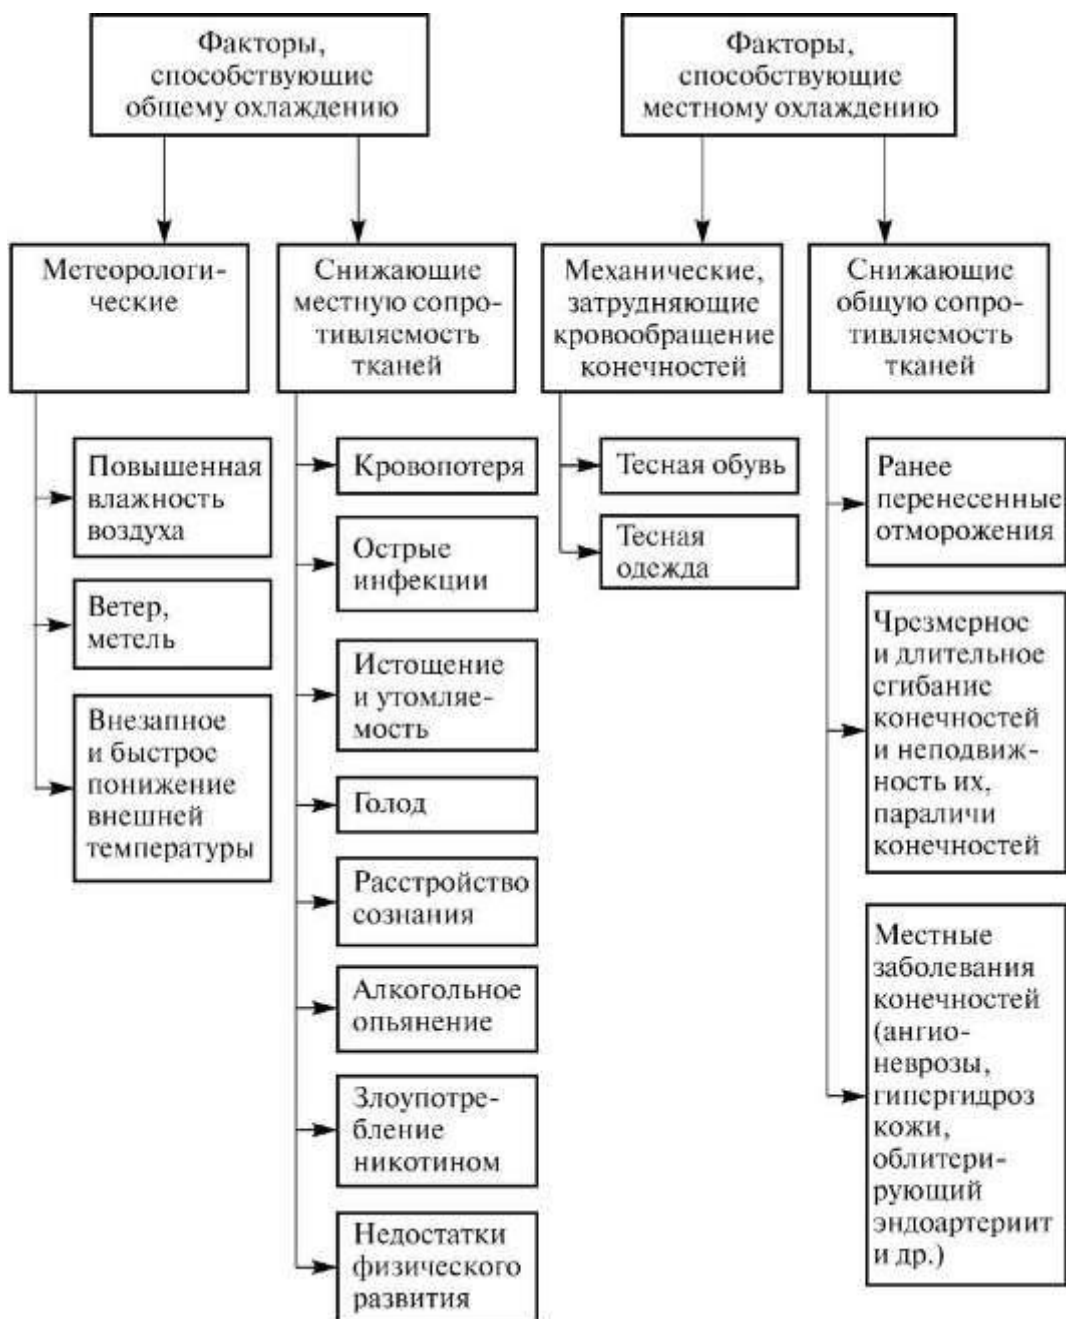 Факторы,
способствующие
общему охлаждению
Факторы,
способствующие
местному охлаждению
Метеорологи-
ческие
Снижающие
местную сопро-
тивляемость
тканей
Механические,
затрудняющие
кровообращение
конечностей
Снижающие
общую сопро-
тивляемость
тканей
Повышенная
влажность
воздуха
Ветер,
метель
Внезапное
и быстрое
понижение
внешней
температуры
Кровопотеря
Острые
инфекции
Истощение
и утомляе-
мость
Голод
Расстройство
сознания
Алкогольное
опьянение
Злоупотре-
бление
никотином
Недостатки
физического
развития
Тесная обувь
Тесная
одежда
Ранее
перенесенные
отморожения
Чрезмерное
и длительное
сгибание
конечностей
и неподвиж-
ность их,
параличи
конечностей
Местные
заболевания
конечностей
(ангио-
неврозы,
гипергидроз
кожи,
облитери-
рующий
эндоартериит
и др.)